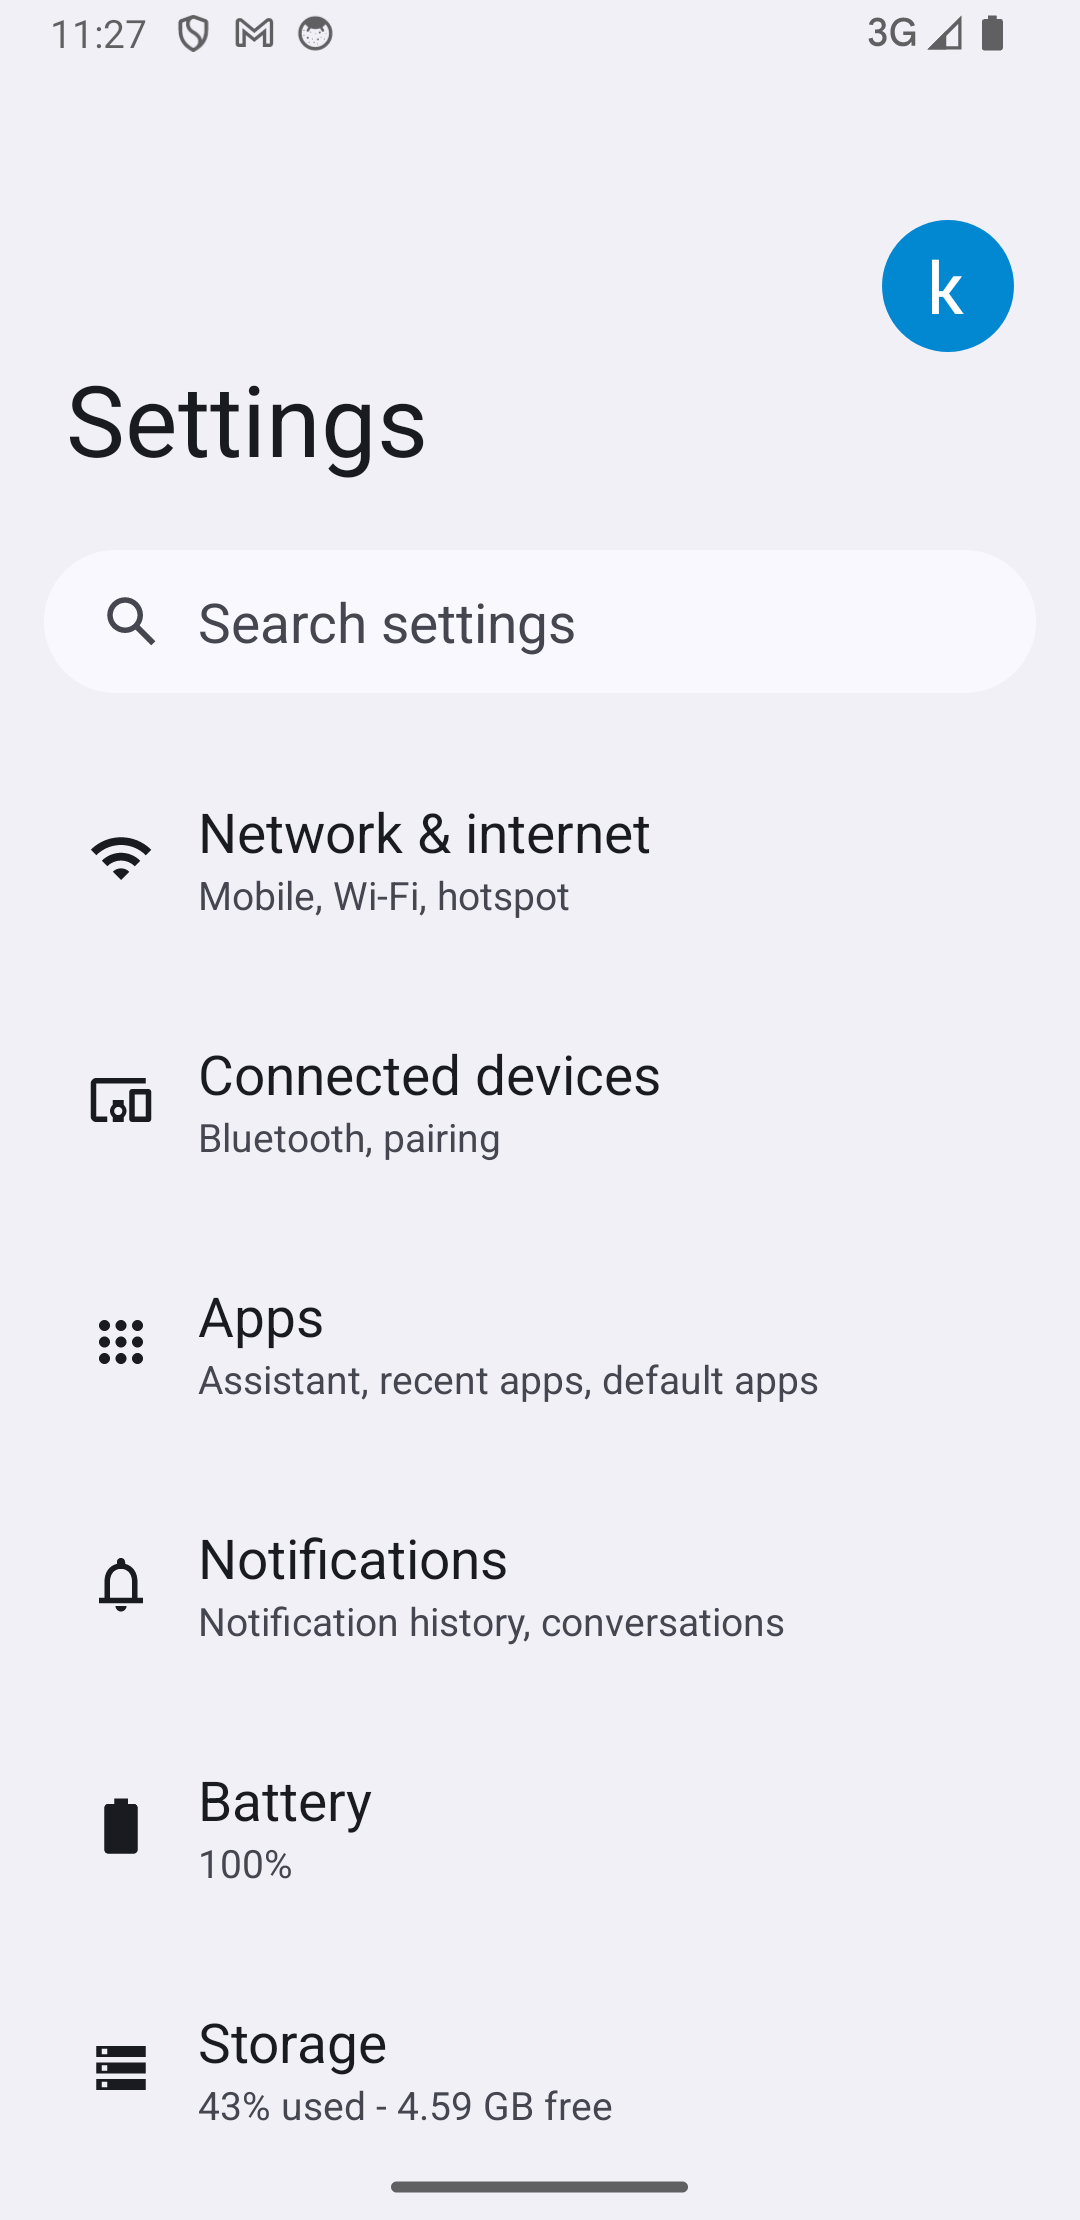 11:27
3G
k
Settings
Search settings
Network & internet
Mobile, Wi-Fi, hotspot
Connected devices
Bluetooth, pairing
Apps
Assistant, recent apps, default apps
Notifications
Notification history, conversations
Battery
100%
Storage
43% used - 4.59 GB free